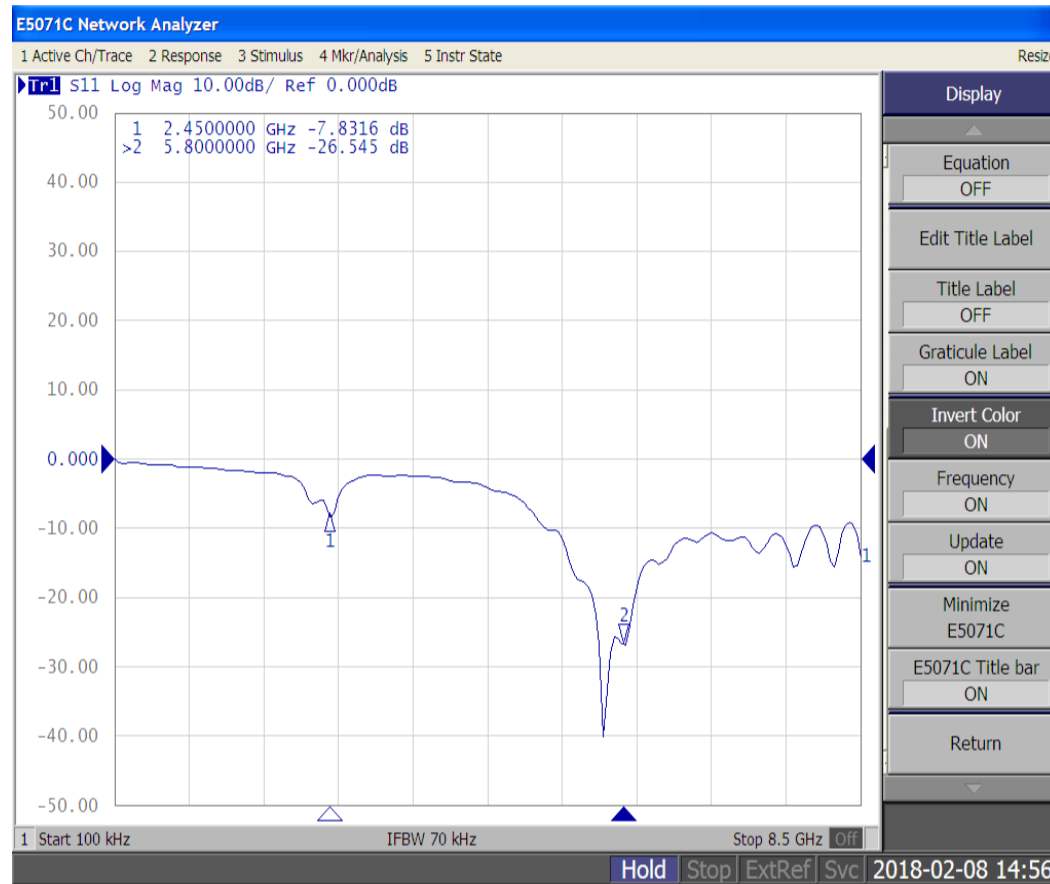 E5071C Network Analyzer
1 Active Ch/Trace 2 Response 3 Stimulus 4 Mkr/Analysis 5 Instr State
Tr1 S11 Log Mag 10.00dB/ Ref 0.000dB
1 2.4500000 GHz -7.8316 dB
>2 5.8000000 GHz -26.545 dB
50.00
40.00
30.00
20.00
10.00
0.000
-10.00
-20.00
-30.00
-40.00
-50.00
1
2
1
1 Start 100 kHz IFBW 70 kHz Stop 8.5 GHz Off
Display
Equation
OFF
Edit Title Label
Title Label
OFF
Graticule Label
ON
Invert Color
ON
Frequency
ON
Update
ON
Minimize
E5071C
E5071C Title bar
ON
Return
Hold Stop ExtRef Svc 2018-02-08 14:56